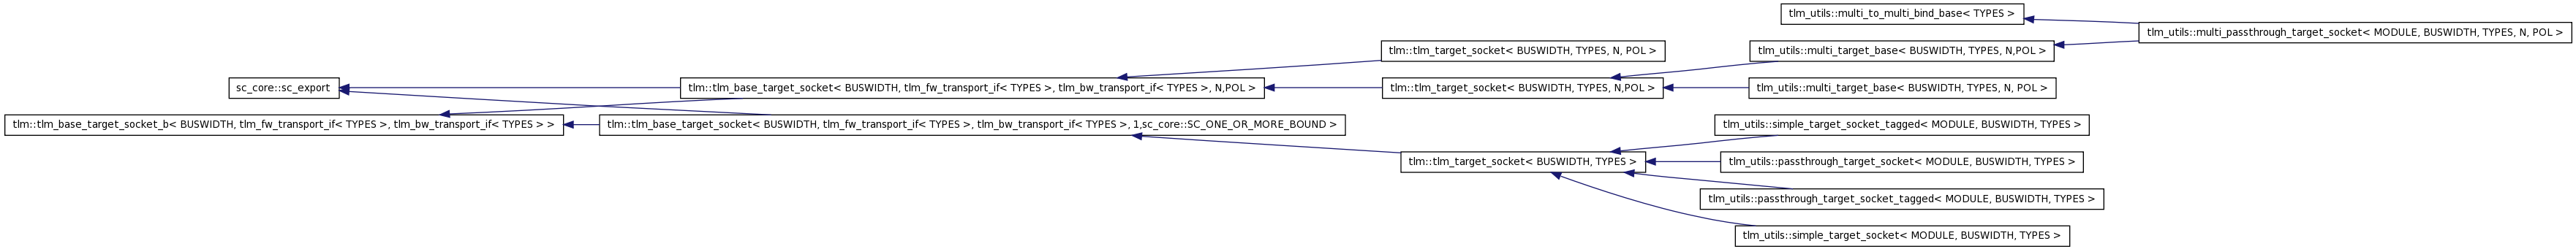 tlm_utils::multi_to_multi_bind_base< TYPES >
tlm_utils::multi_passthrough_target_socket< MODULE, BUSWIDTH, TYPES, N, POL >
tlm::tlm_target_socket< BUSWIDTH, TYPES, N, POL >
tlm_utils::multi_target_base< BUSWIDTH, TYPES, N,POL >
sc_core::sc_export
tlm::tlm_base_target_socket< BUSWIDTH, tlm_fw_transport_if< TYPES >, tlm_bw_transport_if< TYPES >, N,POL >
tlm::tlm_target_socket< BUSWIDTH, TYPES, N,POL >
tlm_utils::multi_target_base< BUSWIDTH, TYPES, N, POL >
tlm::tlm_base_target_socket_b< BUSWIDTH, tlm_fw_transport_if< TYPES >, tlm_bw_transport_if< TYPES > >
tlm::tlm_base_target_socket< BUSWIDTH, tlm_fw_transport_if< TYPES >, tlm_bw_transport_if< TYPES >, 1,sc_core::SC_ONE_OR_MORE_BOUND >
tlm_utils::simple_target_socket_tagged< MODULE, BUSWIDTH, TYPES >
tlm::tlm_target_socket< BUSWIDTH, TYPES >
tlm_utils::passthrough_target_socket< MODULE, BUSWIDTH, TYPES >
tlm_utils::passthrough_target_socket_tagged< MODULE, BUSWIDTH, TYPES >
tlm_utils::simple_target_socket< MODULE, BUSWIDTH, TYPES >